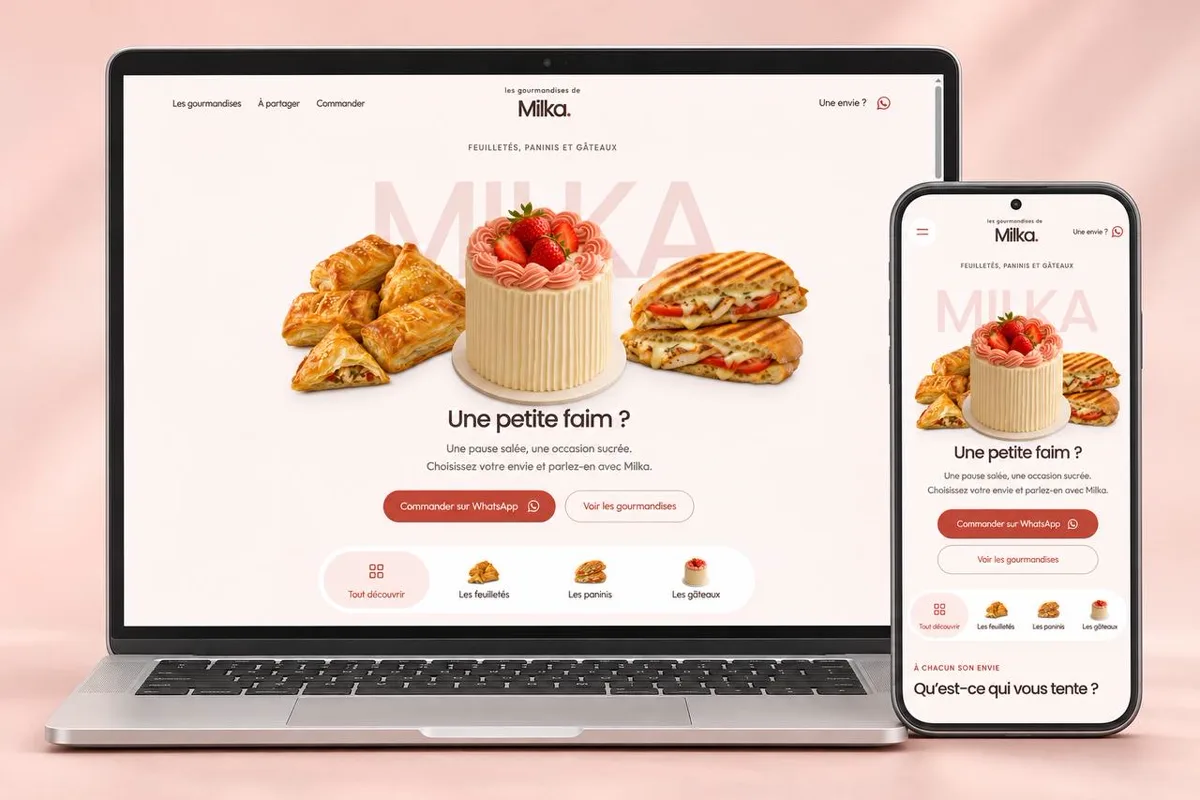 Les gourmandises
À partager
Commander
les gourmandises de
Milka.
Une envie ?
FEUILLETÉS, PANINIS ET GÂTEAUX
MILKA
Une petite faim ?
Une pause salée, une occasion sucrée.
Choisissez votre envie et parlez-en avec Milka.
Commander sur WhatsApp
Voir les gourmandises
Tout découvrir
Les feuilletés
Les paninis
Les gâteaux
les gourmandises de
Milka.
Une envie ?
FEUILLETÉS, PANINIS ET GÂTEAUX
MILKA
Une petite faim ?
Une pause salée, une occasion sucrée.
Choisissez votre envie et parlez-en avec Milka.
Commander sur WhatsApp
Voir les gourmandises
Tout découvrir
Les feuilletés
Les paninis
Les gâteaux
À CHACUN SON ENVIE
Qu’est-ce qui vous tente ?